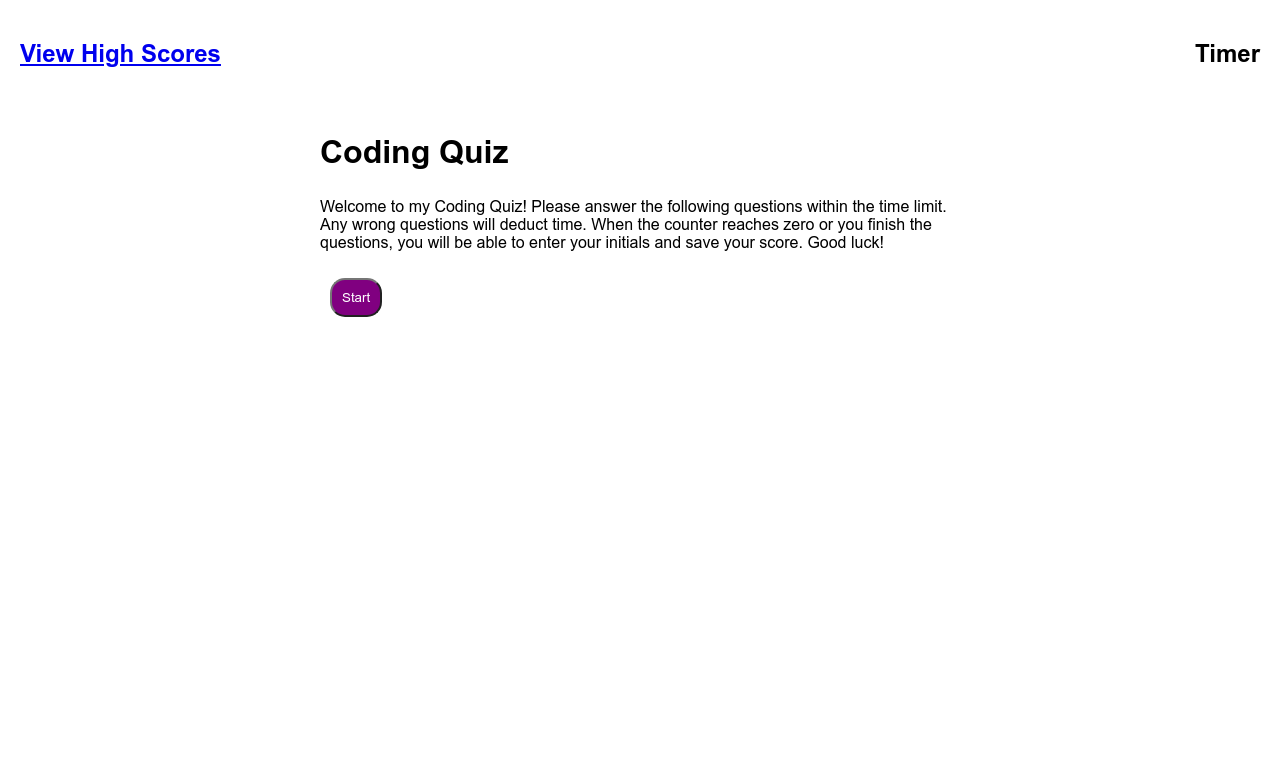 View High Scores
Timer
Coding Quiz
Welcome to my Coding Quiz! Please answer the following questions within the time limit.
Any wrong questions will deduct time. When the counter reaches zero or you finish the
questions, you will be able to enter your initials and save your score. Good luck!
Start